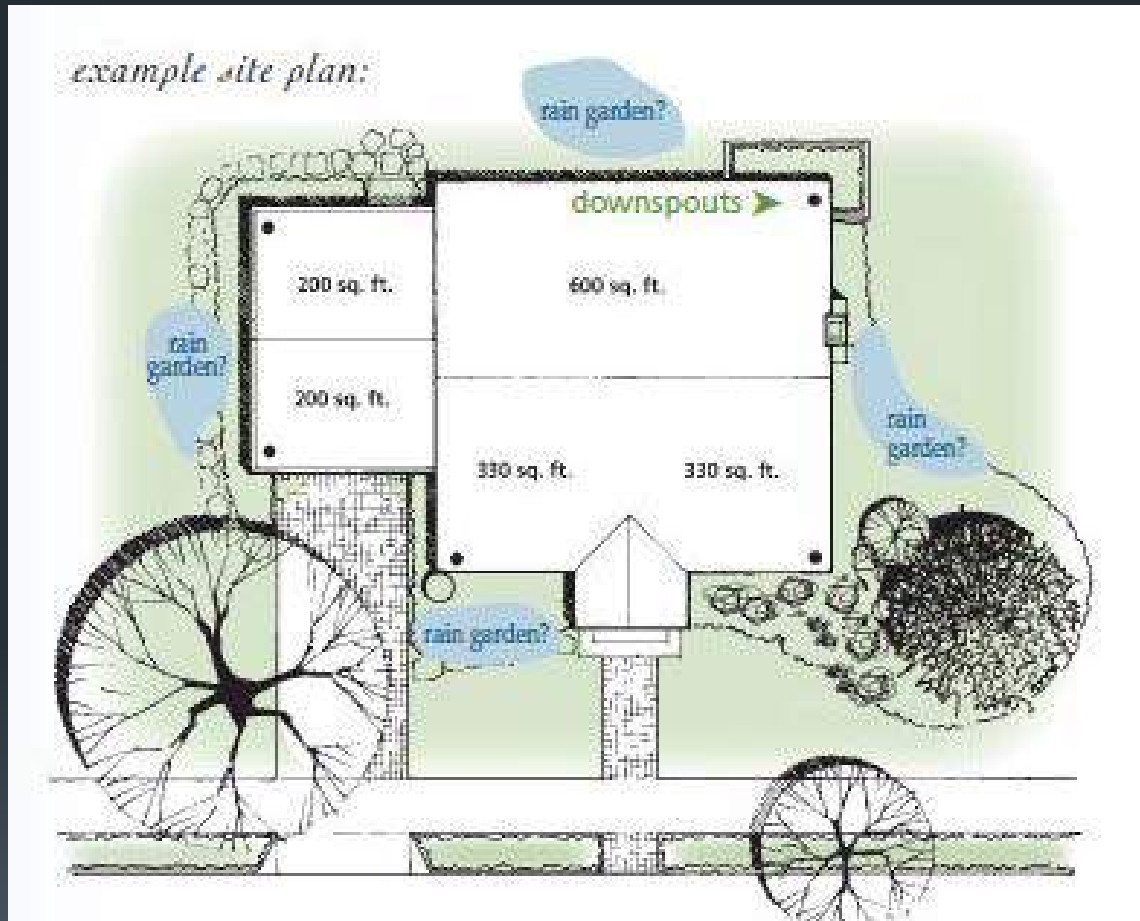 example site plan:
rain garden?
downspouts
200 sq. ft.
600 sq. ft.
rain
garden?
200 sq. ft.
rain
garden?
330 sq. ft.
330 sq. ft.
rain garden?